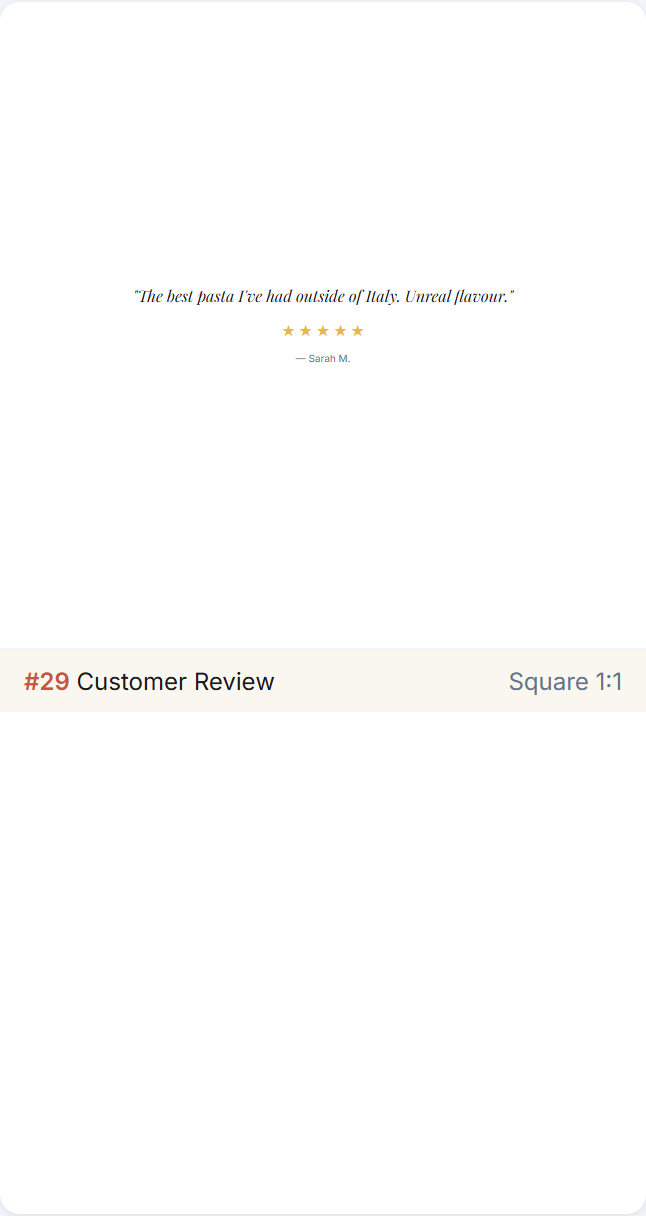 "The best pasta I've had outside of Italy. Unreal flavour."
★★★★★
— Sarah M.
#29 Customer Review Square 1:1